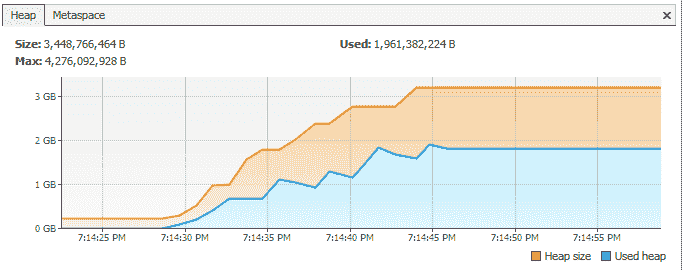 Heap Metaspace
Size: 3,448,766,464 B Used: 1,961,382,224 B
Max: 4,276,092,928 B
3 GB
2 GB
1 GB
0 GB
7:14:25 PM 7:14:30 PM 7:14:35 PM 7:14:40 PM 7:14:45 PM 7:14:50 PM 7:14:55 PM
Heap size Used heap